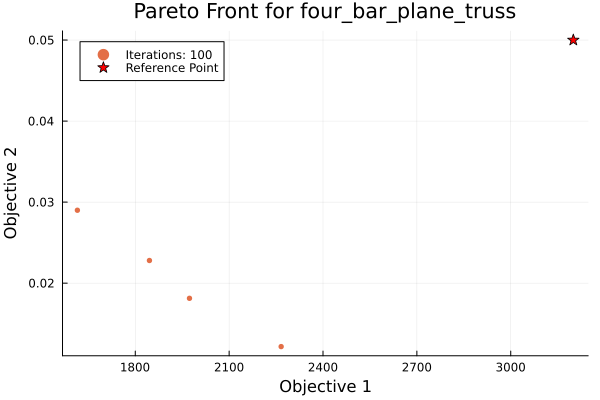 Pareto Front for four_bar_plane_truss
Iterations: 100
Reference Point
Objective 2
0.05
0.04
0.03
0.02
1800 2100 2400 2700 3000
Objective 1